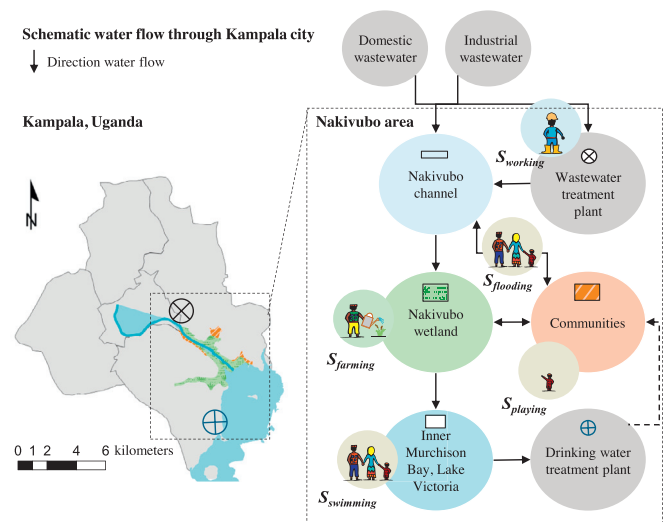 Schematic water flow through Kampala city
Direction water flow
Domestic
wastewater
Industrial
wastewater
Kampala, Uganda
Nakivubo area
N
S working
Nakivubo
channel
Wastewater
treatment
plant
S flooding
Nakivubo
wetland
Communities
S farming
S playing
0 1 2 4 6 kilometers
Inner
Murchison
Bay, Lake
Victoria
Drinking water
treatment plant
S swimming